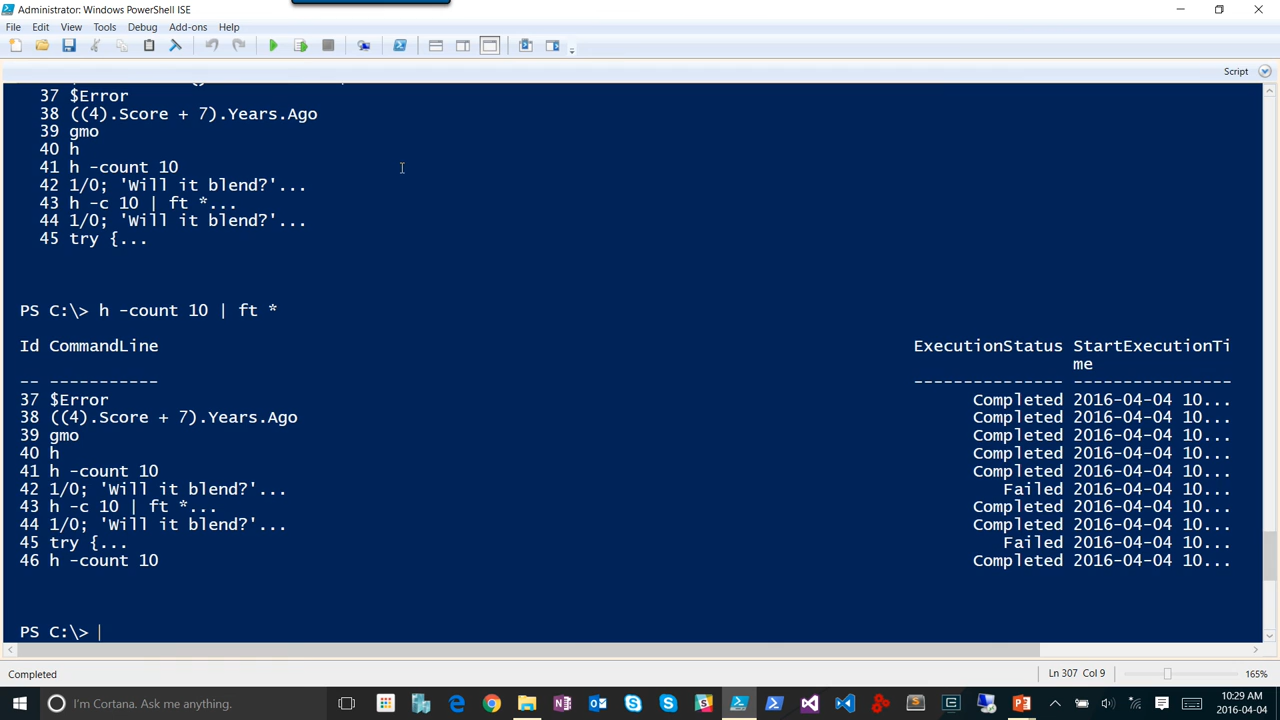 Administrator: Windows PowerShell ISE
File Edit View Tools Debug Add-ons Help
Script
37 $Error
38 ((4).Score + 7).Years.Ago
39 gmo
40 h
41 h -count 10
42 1/0; 'Will it blend?'...
43 h -c 10 | ft *...
44 1/0; 'Will it blend?'...
45 try {...
PS C:\> h -count 10 | ft *
Id CommandLine ExecutionStatus StartExecutionTi
me
-- ----------- --------------- ----------------
37 $Error Completed 2016-04-04 10...
38 ((4).Score + 7).Years.Ago Completed 2016-04-04 10...
39 gmo Completed 2016-04-04 10...
40 h Completed 2016-04-04 10...
41 h -count 10 Completed 2016-04-04 10...
42 1/0; 'Will it blend?'... Failed 2016-04-04 10...
43 h -c 10 | ft *... Completed 2016-04-04 10...
44 1/0; 'Will it blend?'... Completed 2016-04-04 10...
45 try {... Failed 2016-04-04 10...
46 h -count 10 Completed 2016-04-04 10...
PS C:\>
Completed Ln 307 Col 9 165%
I'm Cortana. Ask me anything. 10:29 AM
2016-04-04